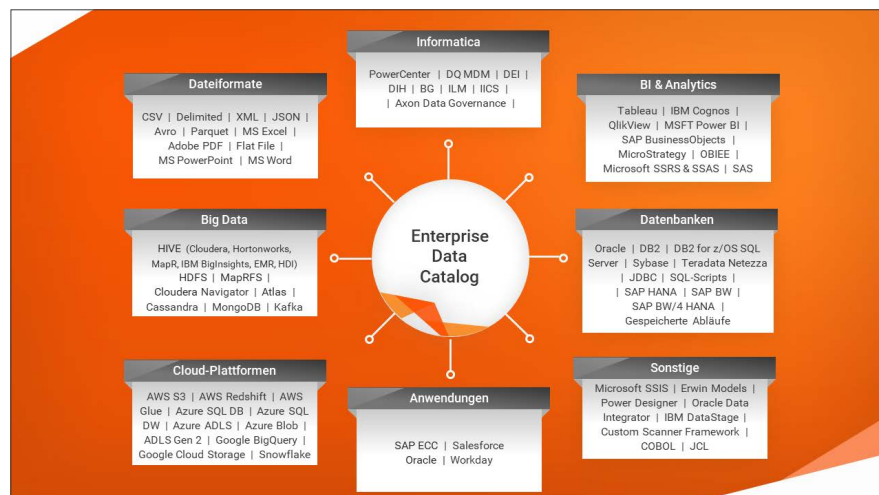 Informatica
PowerCenter | DQ MDM | DEI |
DIH | BG | ILM | IICS |
| Axon Data Governance |
Dateiformate
CSV | Delimited | XML | JSON |
Avro | Parquet | MS Excel |
Adobe PDF | Flat File |
MS PowerPoint | MS Word
BI & Analytics
Tableau | IBM Cognos |
QlikView | MSFT Power BI |
SAP BusinessObjects |
MicroStrategy | OBIEE |
Microsoft SSRS & SSAS | SAS
Big Data
HIVE (Cloudera, Hortonworks,
MapR, IBM BigInsights, EMR, HDI)
HDFS | MapRFS |
Cloudera Navigator | Atlas |
Cassandra | MongoDB | Kafka
Enterprise
Data
Catalog
Datenbanken
Oracle | DB2 | DB2 for z/OS SQL
Server | Sybase | Teradata Netezza
| JDBC | SQL-Scripts |
| SAP HANA | SAP BW |
SAP BW/4 HANA |
Gespeicherte Abläufe
Cloud-Plattformen
AWS S3 | AWS Redshift | AWS
Glue | Azure SQL DB | Azure SQL
DW | Azure ADLS | Azure Blob |
ADLS Gen 2 | Google BigQuery |
Google Cloud Storage | Snowflake
Anwendungen
SAP ECC | Salesforce
Oracle | Workday
Sonstige
Microsoft SSIS | Erwin Models |
Power Designer | Oracle Data
Integrator | IBM DataStage |
Custom Scanner Framework |
COBOL | JCL